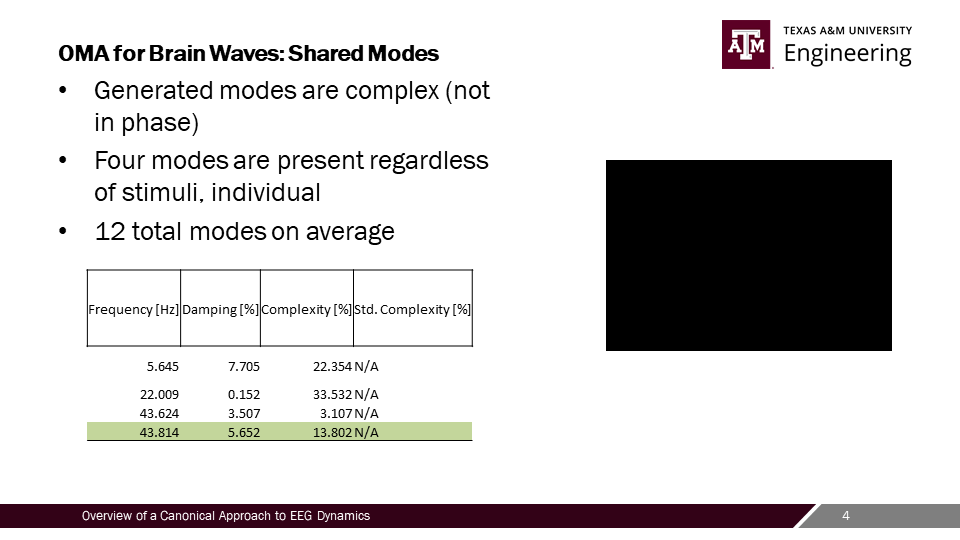 OMA for Brain Waves: Shared Modes
TEXAS A&M UNIVERSITY
Engineering
• Generated modes are complex (not
in phase)
• Four modes are present regardless
of stimuli, individual
• 12 total modes on average
Frequency [Hz] Damping [%] Complexity [%] Std. Complexity [%]
5.645 7.705 22.354 N/A
22.009 0.152 33.532 N/A
43.624 3.507 3.107 N/A
43.814 5.652 13.802 N/A
Overview of a Canonical Approach to EEG Dynamics
4